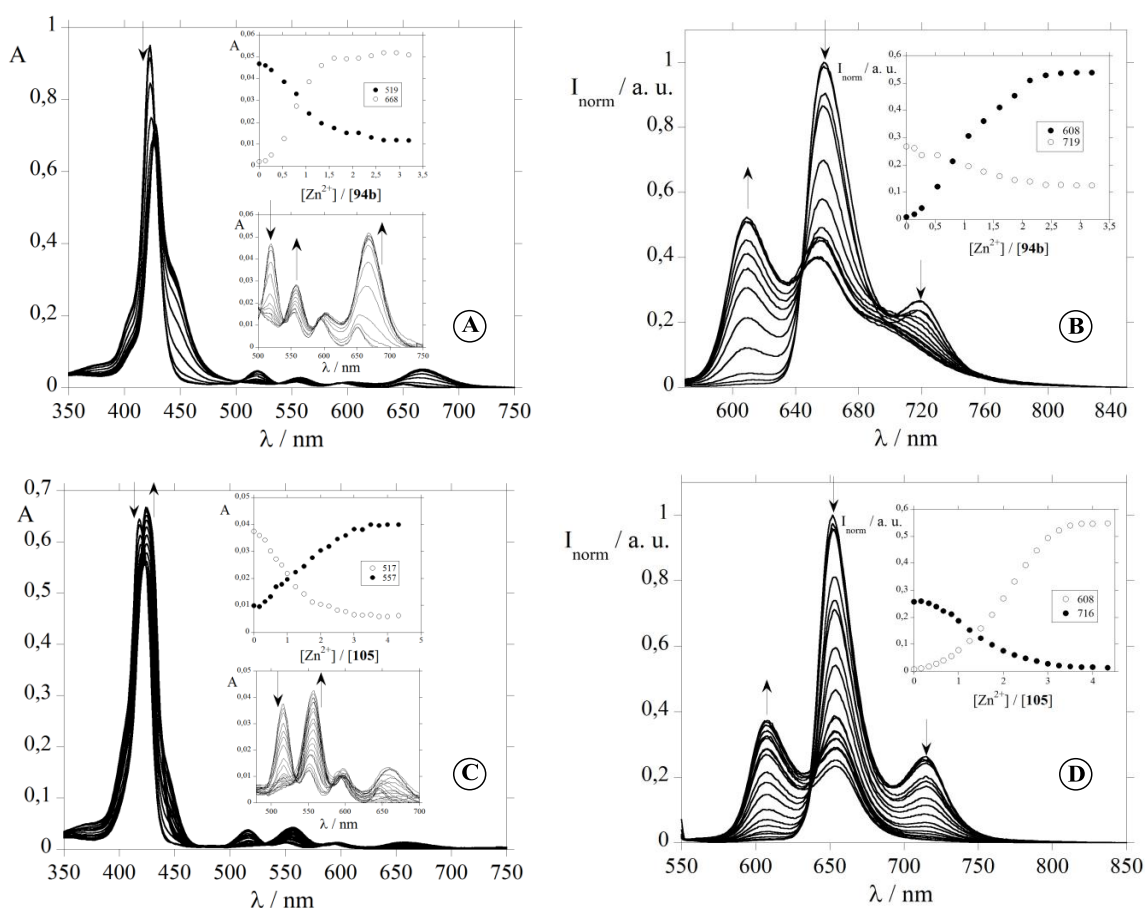 A
1
0,8
0,6
0,4
0,2
0
350 400 450 500 550 600 650 700 750
λ / nm
A
0,06
0,05
0,04
0,03
0,02
0,01
0
0 0,5 1 1,5 2 2,5 3 3,5
519
668
[Zn2+] / [94b]
A
0,06
0,05
0,04
0,03
0,02
0,01
0
500 550 600 650 700 750
λ / nm
A
Inorm / a. u.
1
0,8
0,6
0,4
0,2
0
600 640 680 720 760 800 840
λ / nm
Inorm / a. u.
0,6
0,5
0,4
0,3
0,2
0,1
0
0 0,5 1 1,5 2 2,5 3 3,5
608
719
[Zn2+] / [94b]
B
A
0,7
0,6
0,5
0,4
0,3
0,2
0,1
0
350 400 450 500 550 600 650 700 750
λ / nm
A
0,04
0,03
0,02
0,01
0
0 1 2 3 4 5
517
557
[Zn2+] / [105]
A
0,05
0,04
0,03
0,02
0,01
0
500 550 600 650 700
λ / nm
C
Inorm / a. u.
1
0,8
0,6
0,4
0,2
0
550 600 650 700 750 800 850
λ / nm
Inorm / a. u.
0,6
0,5
0,4
0,3
0,2
0,1
0
0 1 2 3 4
608
716
[Zn2+] / [105]
D